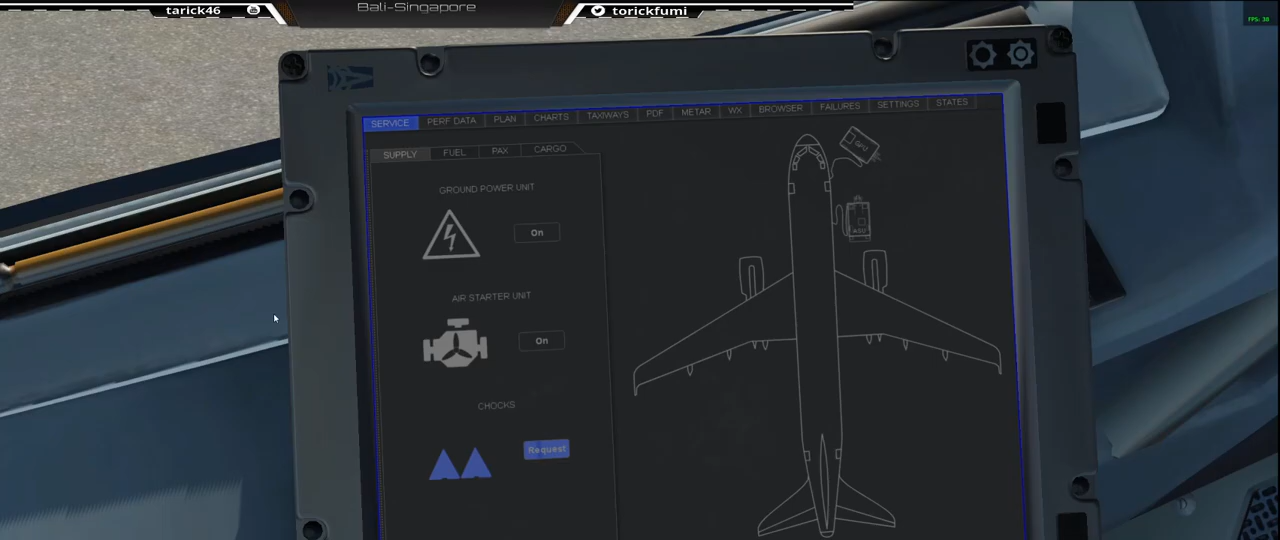 tarick46
Bali-Singapore
torickfumi
FPS: 30
SERVICE PERF DATA PLAN CHARTS TAXIWAYS PDF METAR WX BROWSER FAILURES SETTINGS STATES
SUPPLY FUEL PAX CARGO
GROUND POWER UNIT
On
AIR STARTER UNIT
On
CHOCKS
Request
GPU
ASU